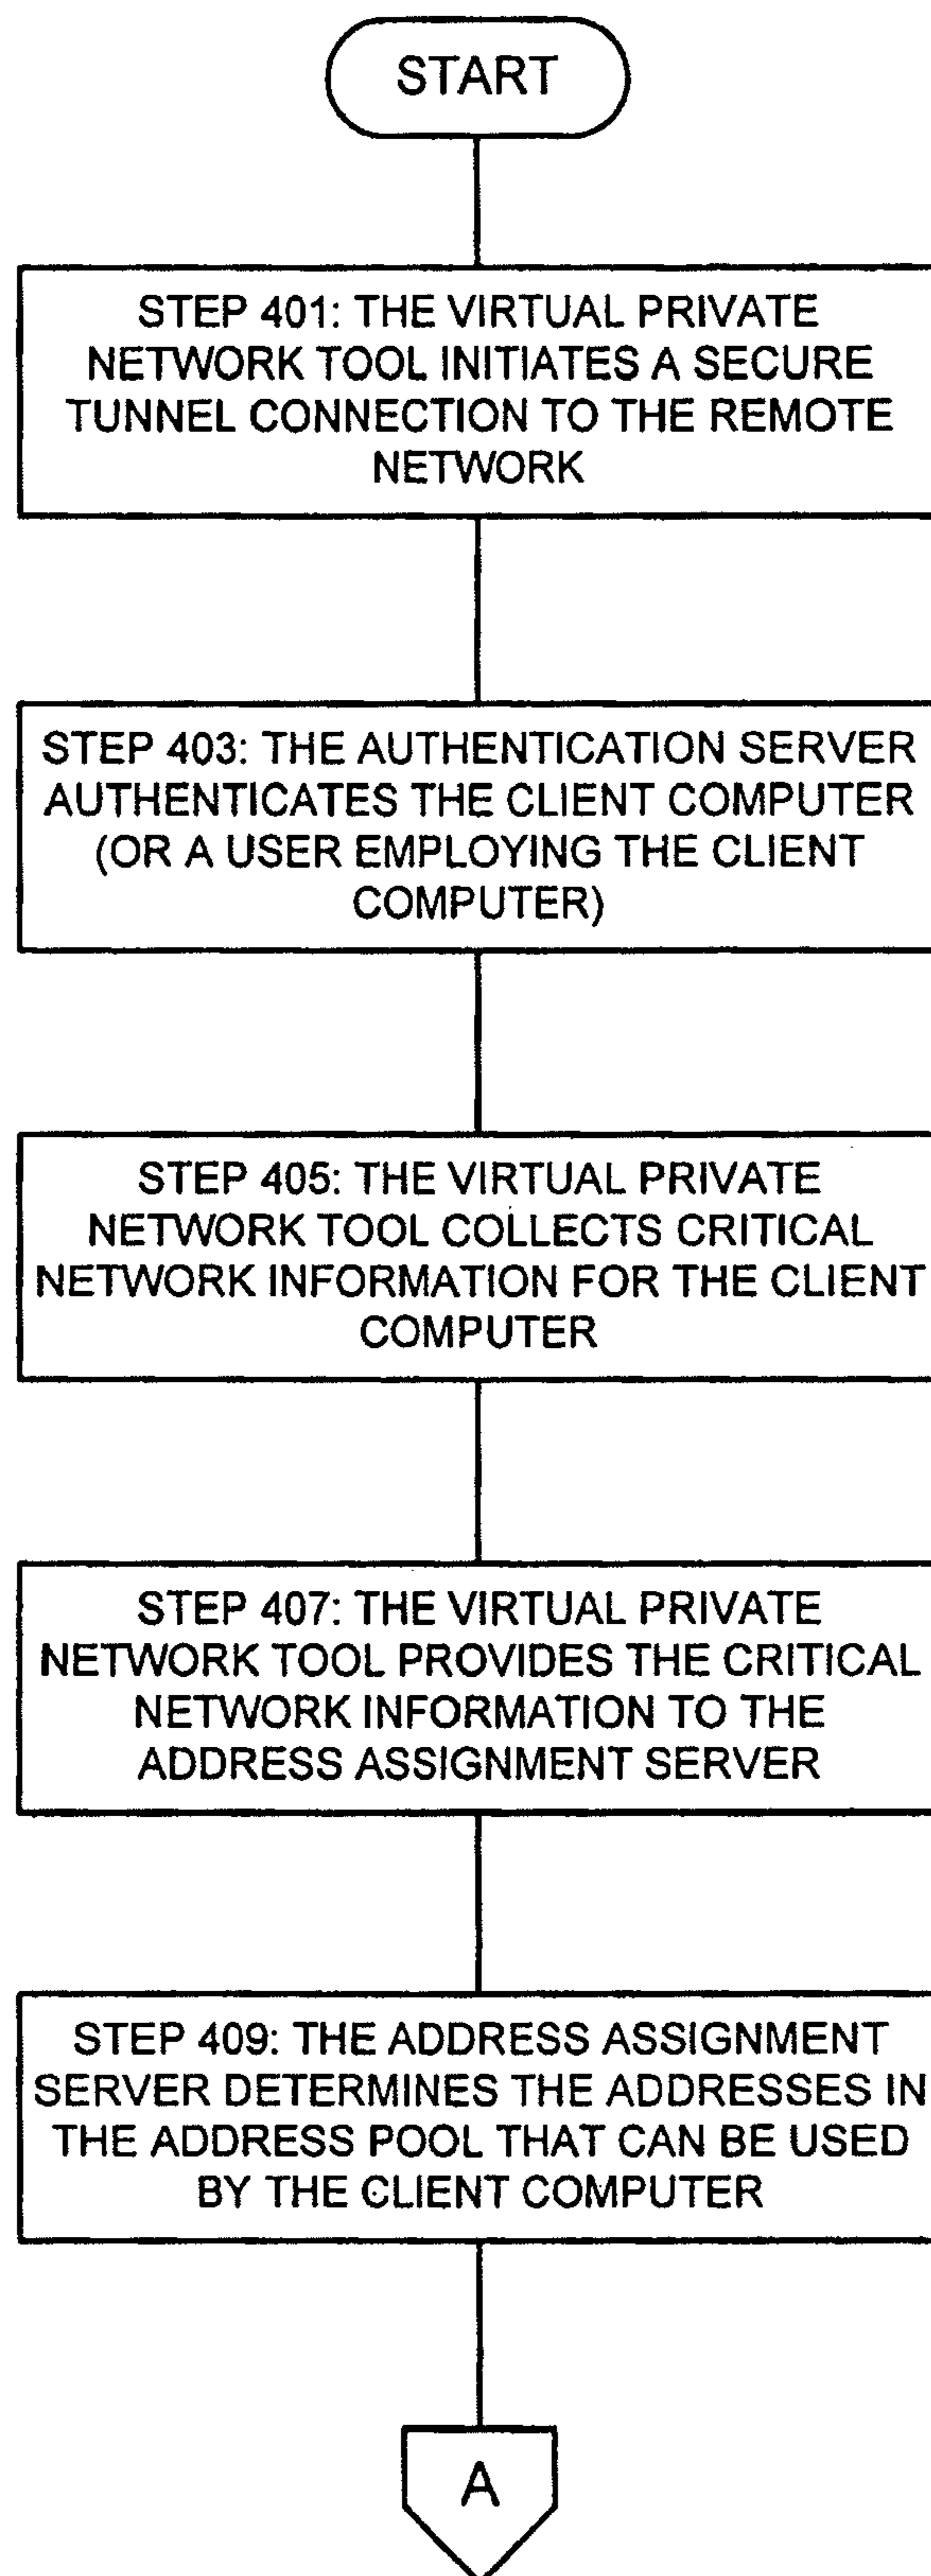 START
STEP 401: THE VIRTUAL PRIVATE
NETWORK TOOL INITIATES A SECURE
TUNNEL CONNECTION TO THE REMOTE
NETWORK
STEP 403: THE AUTHENTICATION SERVER
AUTHENTICATES THE CLIENT COMPUTER
(OR A USER EMPLOYING THE CLIENT
COMPUTER)
STEP 405: THE VIRTUAL PRIVATE
NETWORK TOOL COLLECTS CRITICAL
NETWORK INFORMATION FOR THE CLIENT
COMPUTER
STEP 407: THE VIRTUAL PRIVATE
NETWORK TOOL PROVIDES THE CRITICAL
NETWORK INFORMATION TO THE
ADDRESS ASSIGNMENT SERVER
STEP 409: THE ADDRESS ASSIGNMENT
SERVER DETERMINES THE ADDRESSES IN
THE ADDRESS POOL THAT CAN BE USED
BY THE CLIENT COMPUTER
A